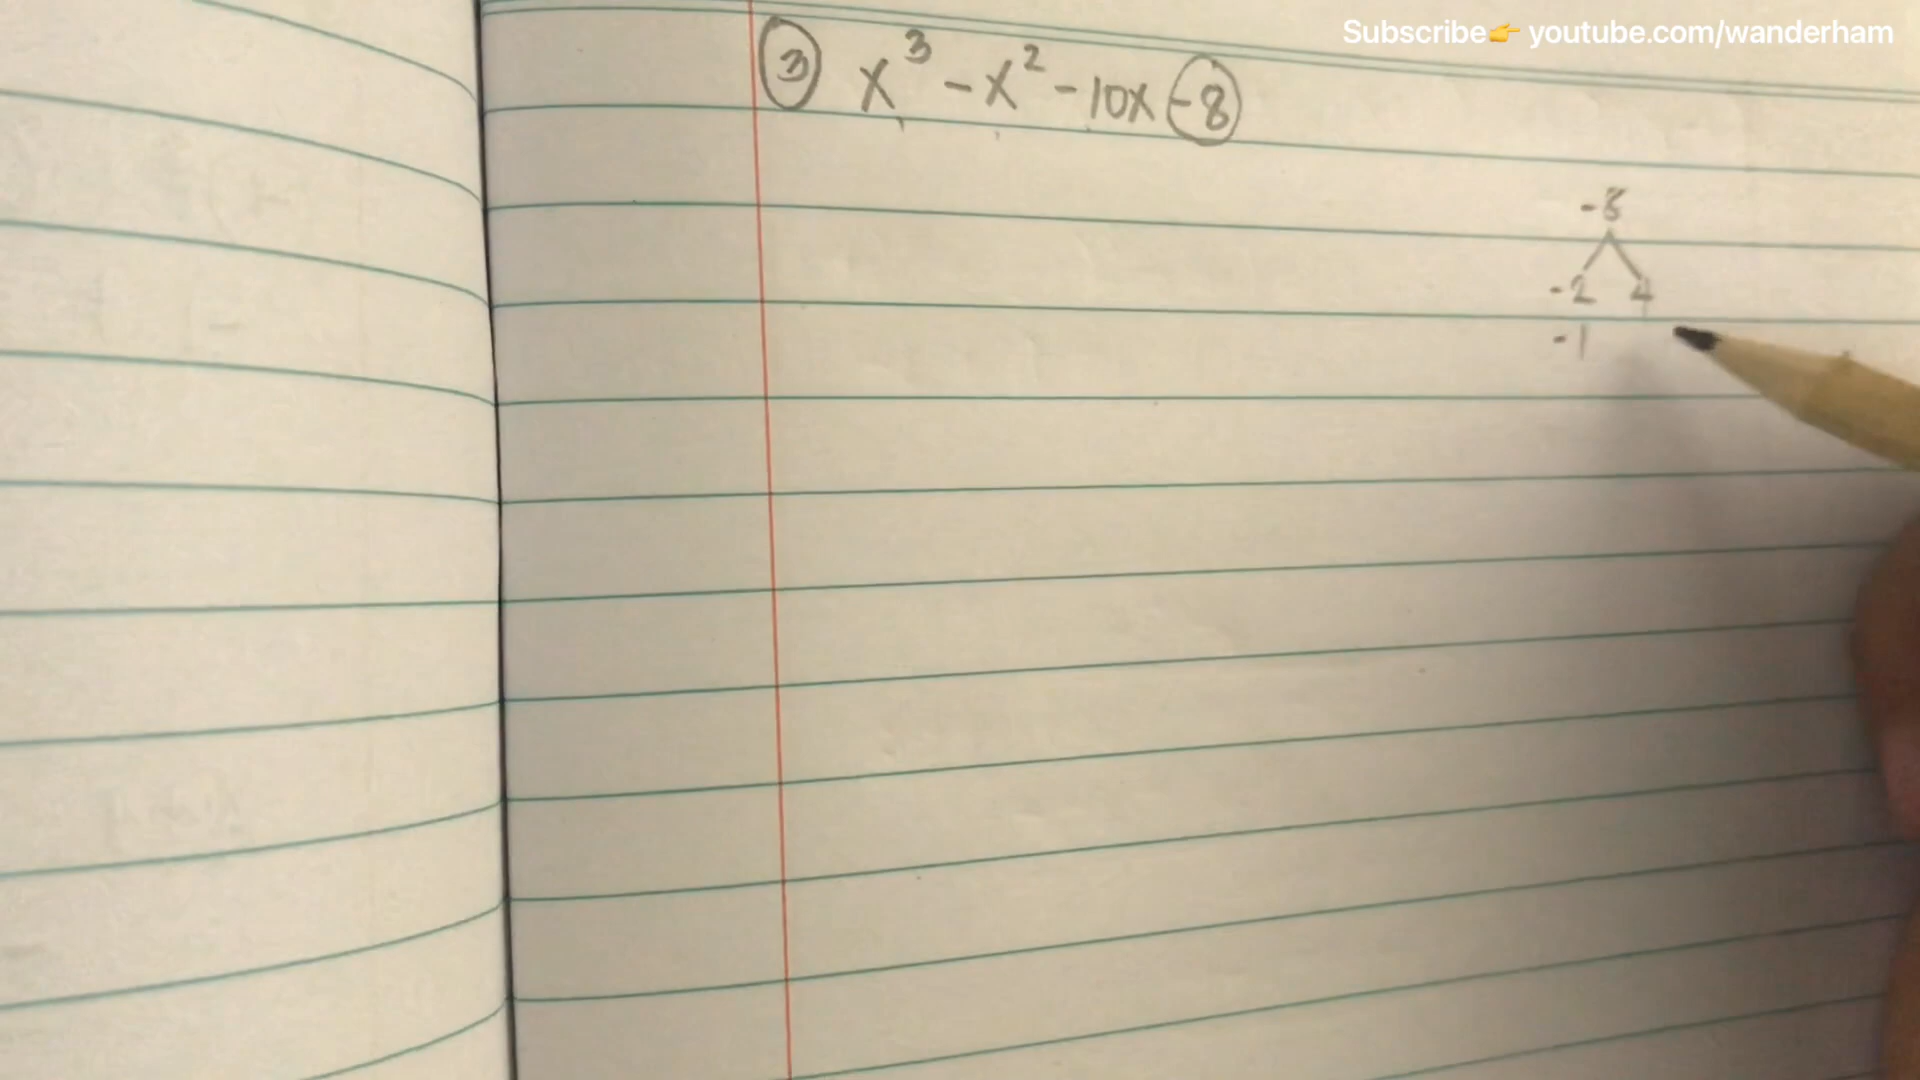 Subscribe👉 youtube.com/wanderham
③ x³ - x² - 10x - 8
-8
-2 4
-1